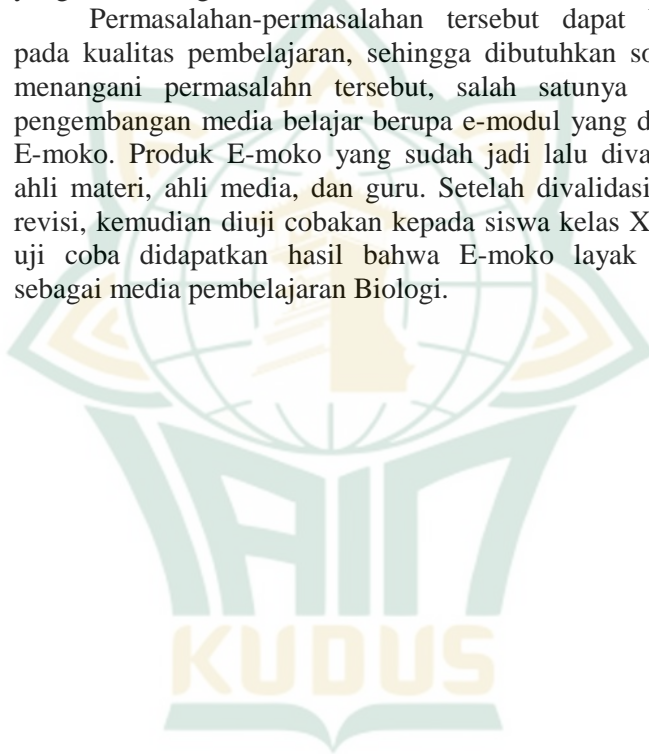 Permasalahan-permasalahan tersebut dapat
pada kualitas pembelajaran, sehingga dibutuhkan
menangani permasalahn tersebut, salah satunya
pengembangan media belajar berupa e-modul yang
E-moko. Produk E-moko yang sudah jadi lalu
ahli materi, ahli media, dan guru. Setelah divalidasi
revisi, kemudian diuji cobakan kepada siswa kelas X
uji coba didapatkan hasil bahwa E-moko layak
sebagai media pembelajaran Biologi.
IAIN
KUDUS